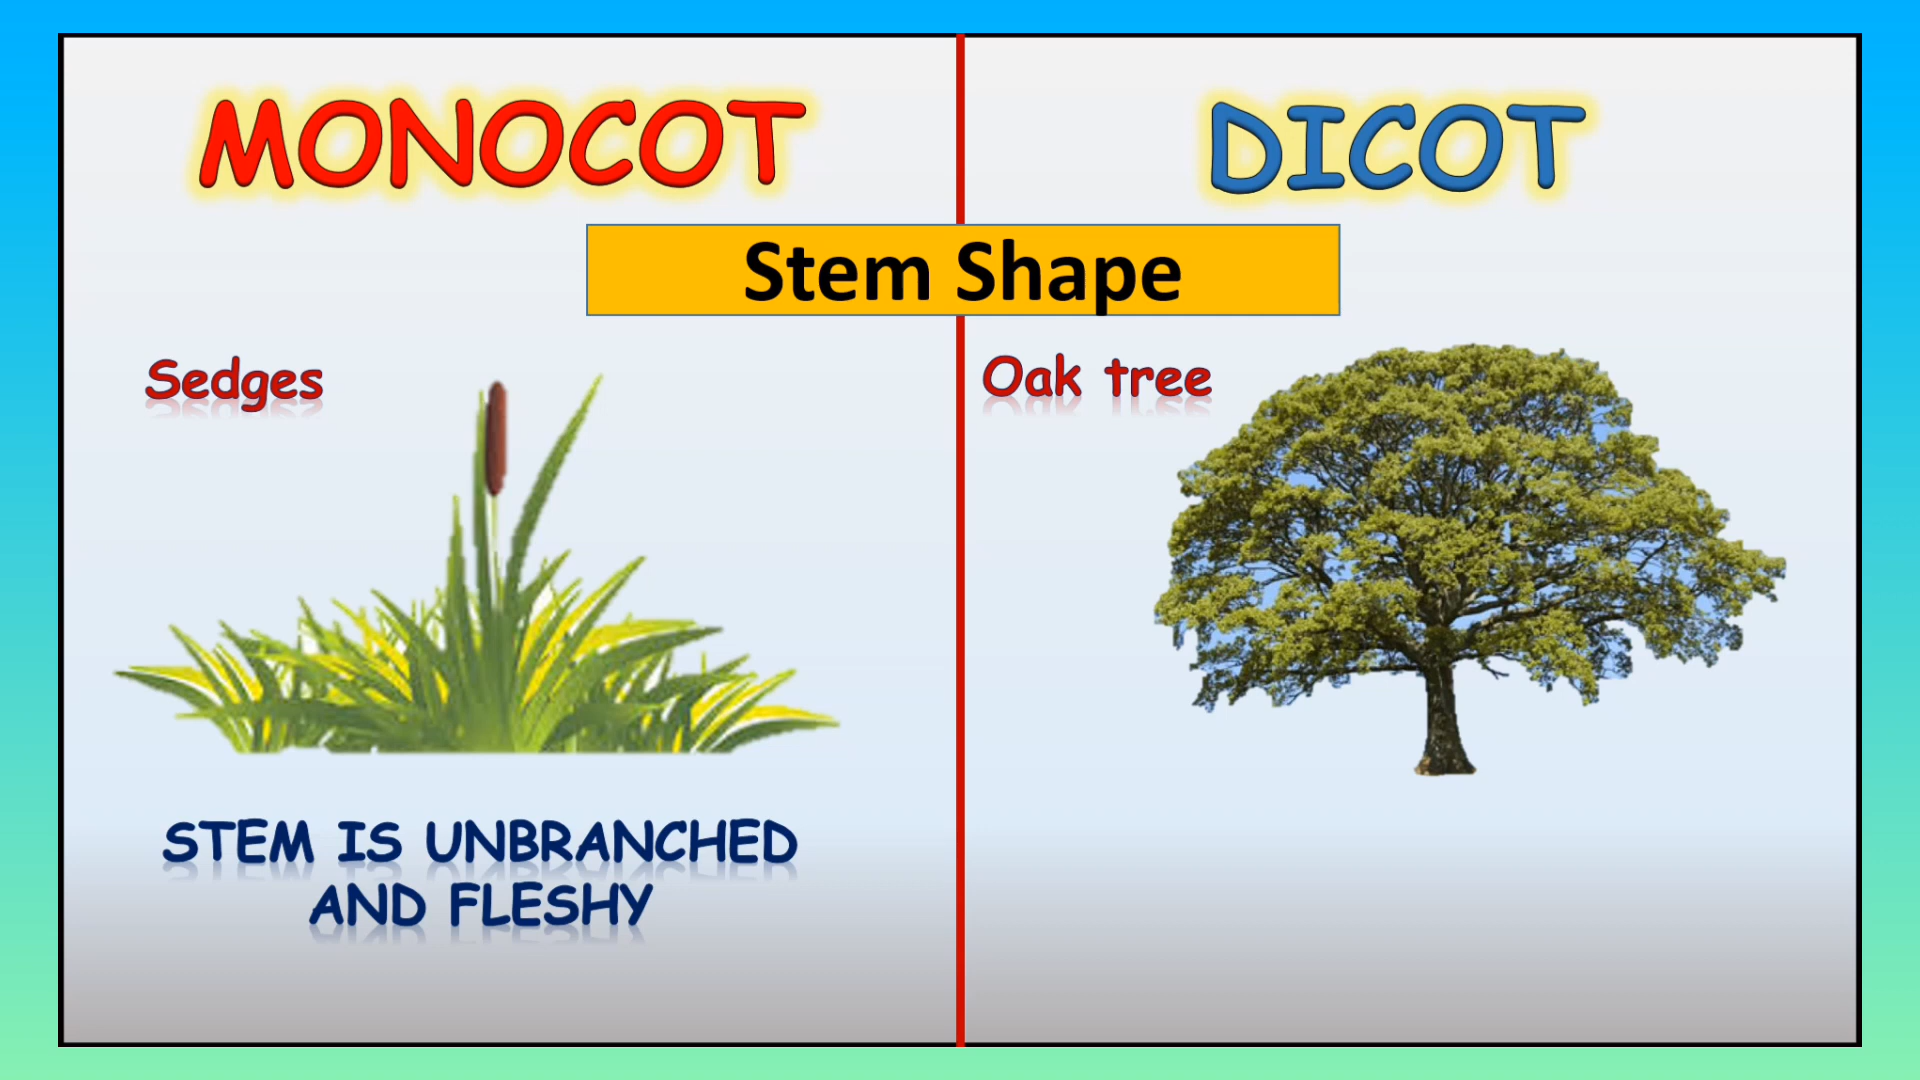 MONOCOT
DICOT
Stem Shape
Sedges
Oak tree
STEM IS UNBRANCHED
AND FLESHY